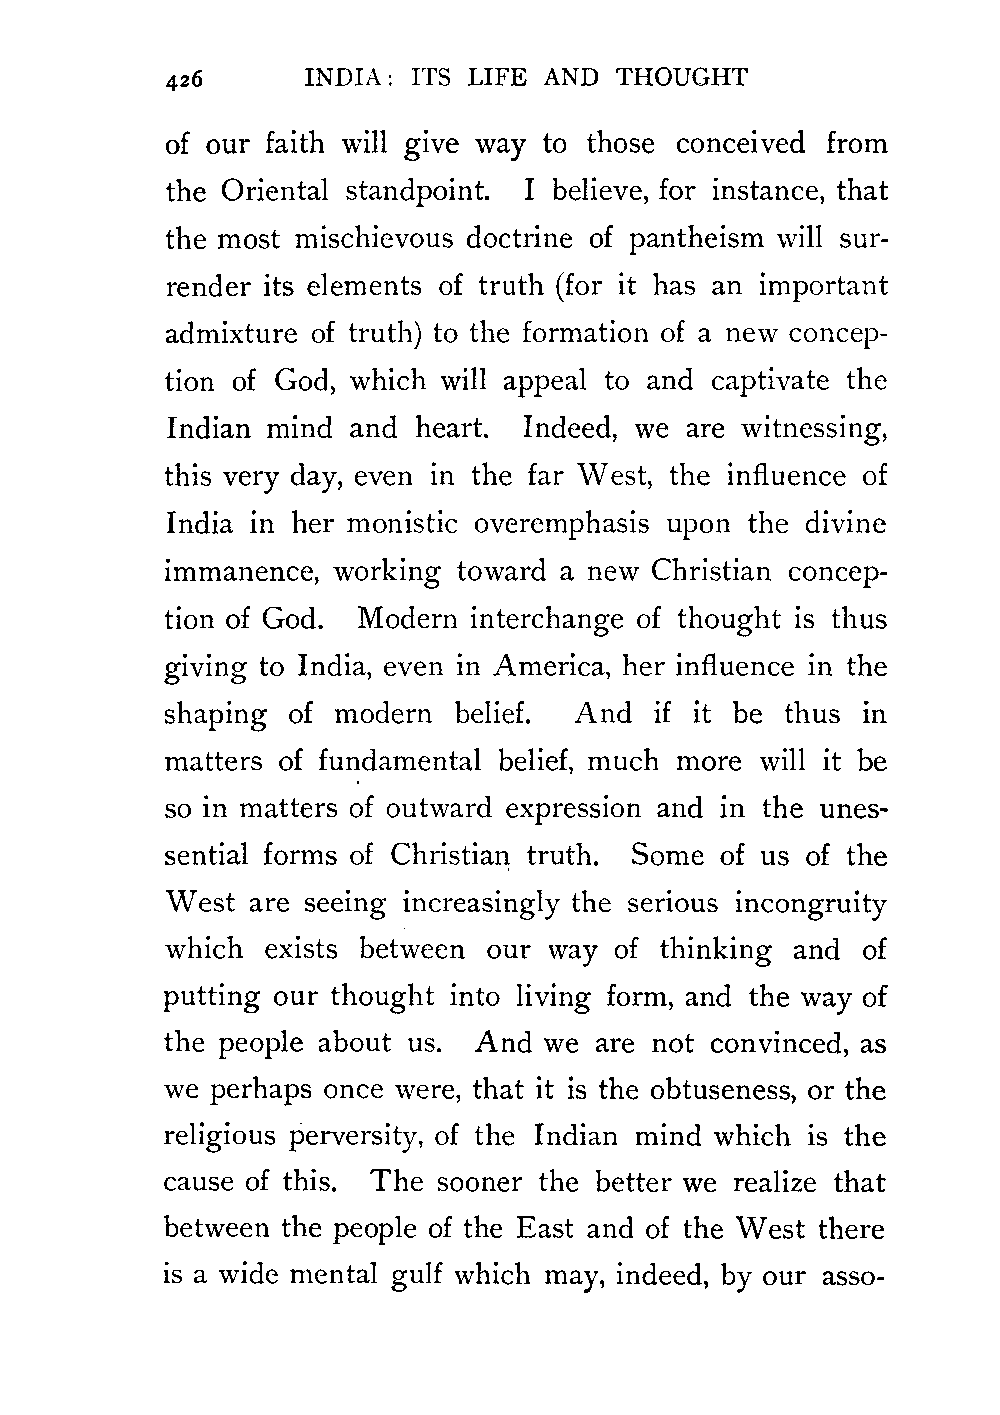 426 INDIA: ITS LIFE AND THOUGHT
of our faith will give way to those conceived from
the Oriental standpoint. I believe, for instance, that
the most mischievous doctrine of pantheism will sur-
render its elements of truth (for it has an important
admixture of truth) to the formation of a new concep-
tion of God, which will appeal to and captivate the
Indian mind and heart. Indeed, we are witnessing,
this very day, even in the far West, the influence of
India in her monistic overemphasis upon the divine
immanence, working toward a new Christian concep-
tion of God. Modern interchange of thought is thus
giving to India, even in America, her influence in the
shaping of modern belief. And if it be thus in
matters of fundamental belief, much more will it be
so in matters of outward expression and in the unes-
sential forms of Christian truth. Some of us of the
West are seeing increasingly the serious incongruity
which exists between our way of thinking and of
putting our thought into living form, and the way of
the people about us. And we are not convinced, as
we perhaps once were, that it is the obtuseness, or the
religious perversity, of the Indian mind which is the
cause of this. The sooner the better we realize that
between the people of the East and of the West there
is a wide mental gulf which may, indeed, by our asso-